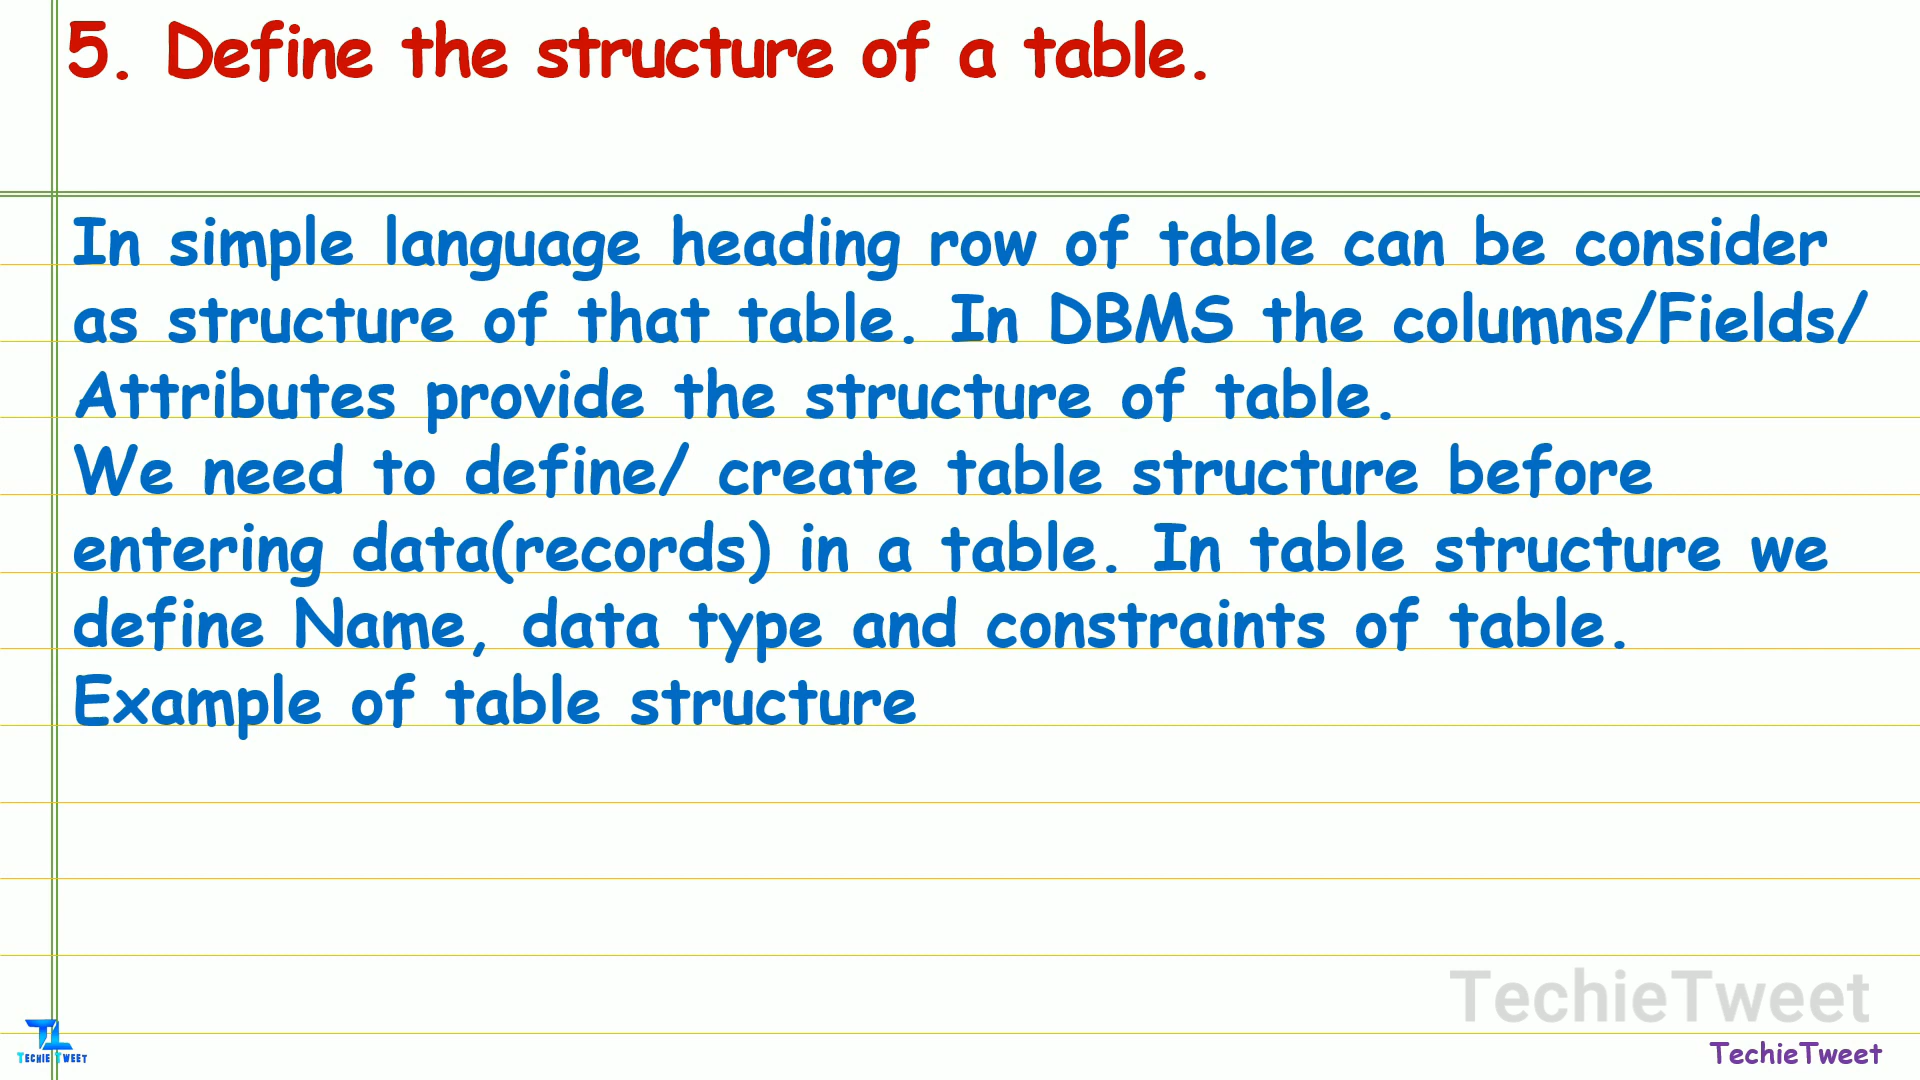 5. Define the structure of a table.
In simple language heading row of table can be consider
as structure of that table. In DBMS the columns/Fields/
Attributes provide the structure of table.
We need to define/ create table structure before
entering data(records) in a table. In table structure we
define Name, data type and constraints of table.
Example of table structure
TechieTweet
TechieTweet
TL
TECHIE TWEET